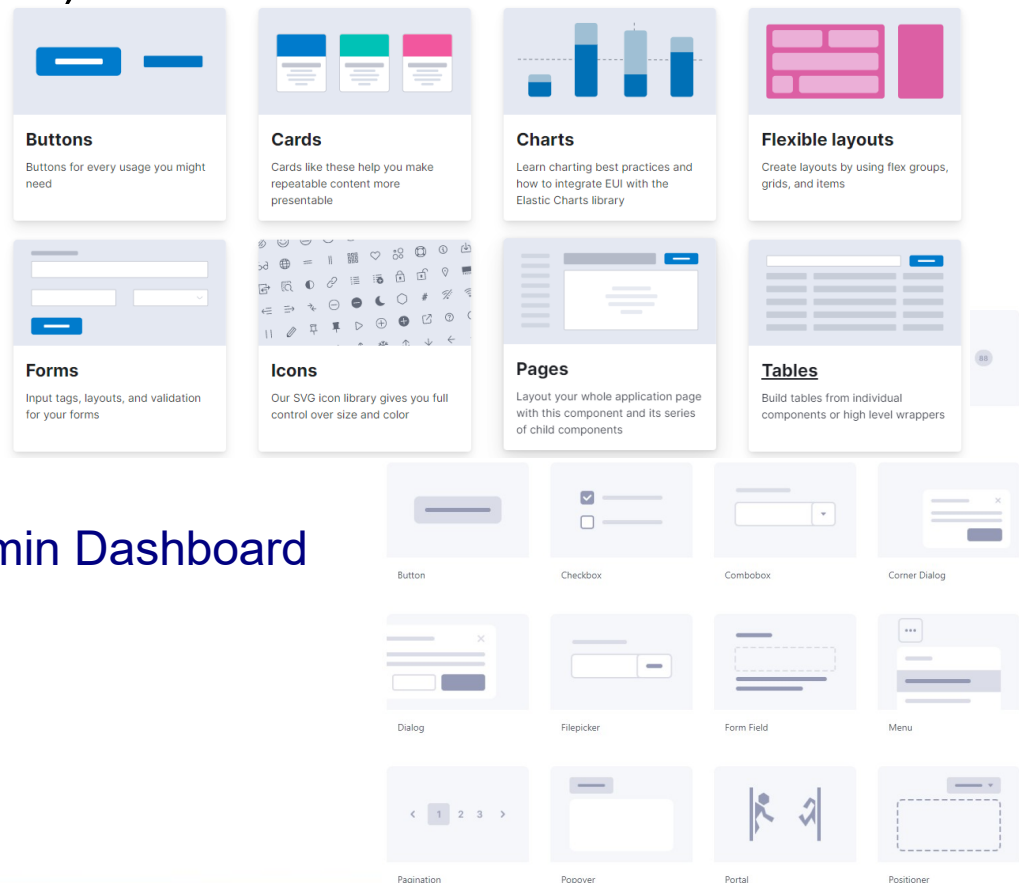 Buttons
Buttons for every usage you might
need
Cards
Cards like these help you make
repeatable content more
presentable
Charts
Learn charting best practices and
how to integrate EUI with the
Elastic Charts library
Flexible layouts
Create layouts by using flex groups,
grids, and items
Forms
Input tags, layouts, and validation
for your forms
Icons
Our SVG icon library gives you full
control over size and color
Pages
Layout your whole application page
with this component and its series
of child components
Tables
Build tables from individual
components or high level wrappers
min Dashboard
Button
Checkbox
Combobox
Corner Dialog
Dialog
Filepicker
Form Field
Menu
1 2 3
Pagination
Popover
Portal
Positioner